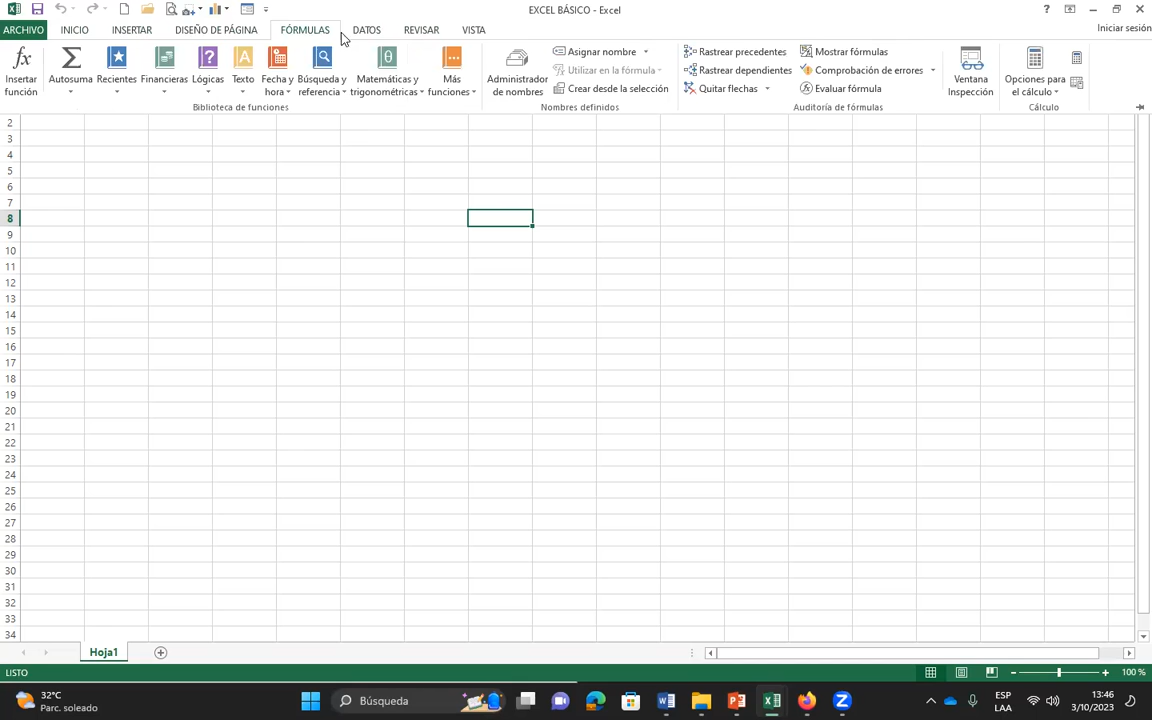 EXCEL BÁSICO - Excel
?
ARCHIVO INICIO INSERTAR DISEÑO DE PÁGINA FÓRMULAS DATOS REVISAR VISTA
Iniciar sesión
fx
Insertar
función
Autosuma
Recientes
Financieras
Lógicas
Texto
Fecha y
hora
Búsqueda y
referencia
Matemáticas y
trigonométricas
Más
funciones
Biblioteca de funciones
Administrador
de nombres
Asignar nombre
Utilizar en la fórmula
Crear desde la selección
Nombres definidos
Rastrear precedentes
Rastrear dependientes
Quitar flechas
Mostrar fórmulas
Comprobación de errores
Evaluar fórmula
Auditoría de fórmulas
Ventana
Inspección
Opciones para
el cálculo
Cálculo
2
3
4
5
6
7
8
9
10
11
12
13
14
15
16
17
18
19
20
21
22
23
24
25
26
27
28
29
30
31
32
33
34
Hoja1
LISTO
100 %
32°C
Parc. soleado
Búsqueda
ESP
LAA
13:46
3/10/2023